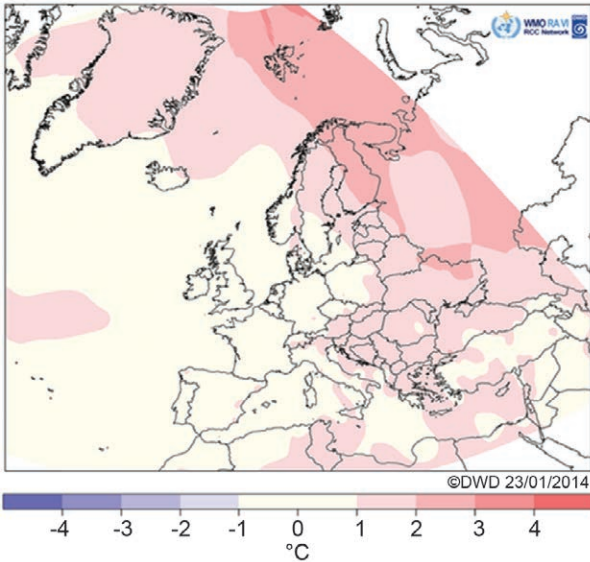 WMO RA VI
RCC Network
©DWD 23/01/2014
-4 -3 -2 -1 0 1 2 3 4
°C